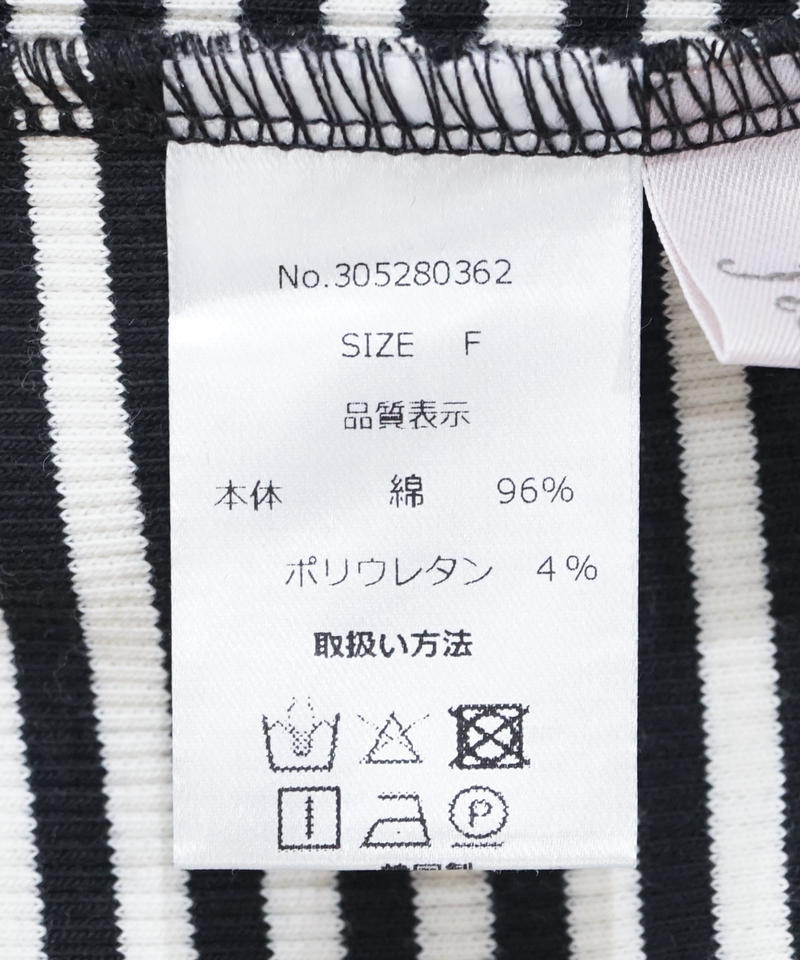 No.305280362
SIZE F
品質表示
本体 綿 96%
ポリウレタン 4%
取扱い方法
P